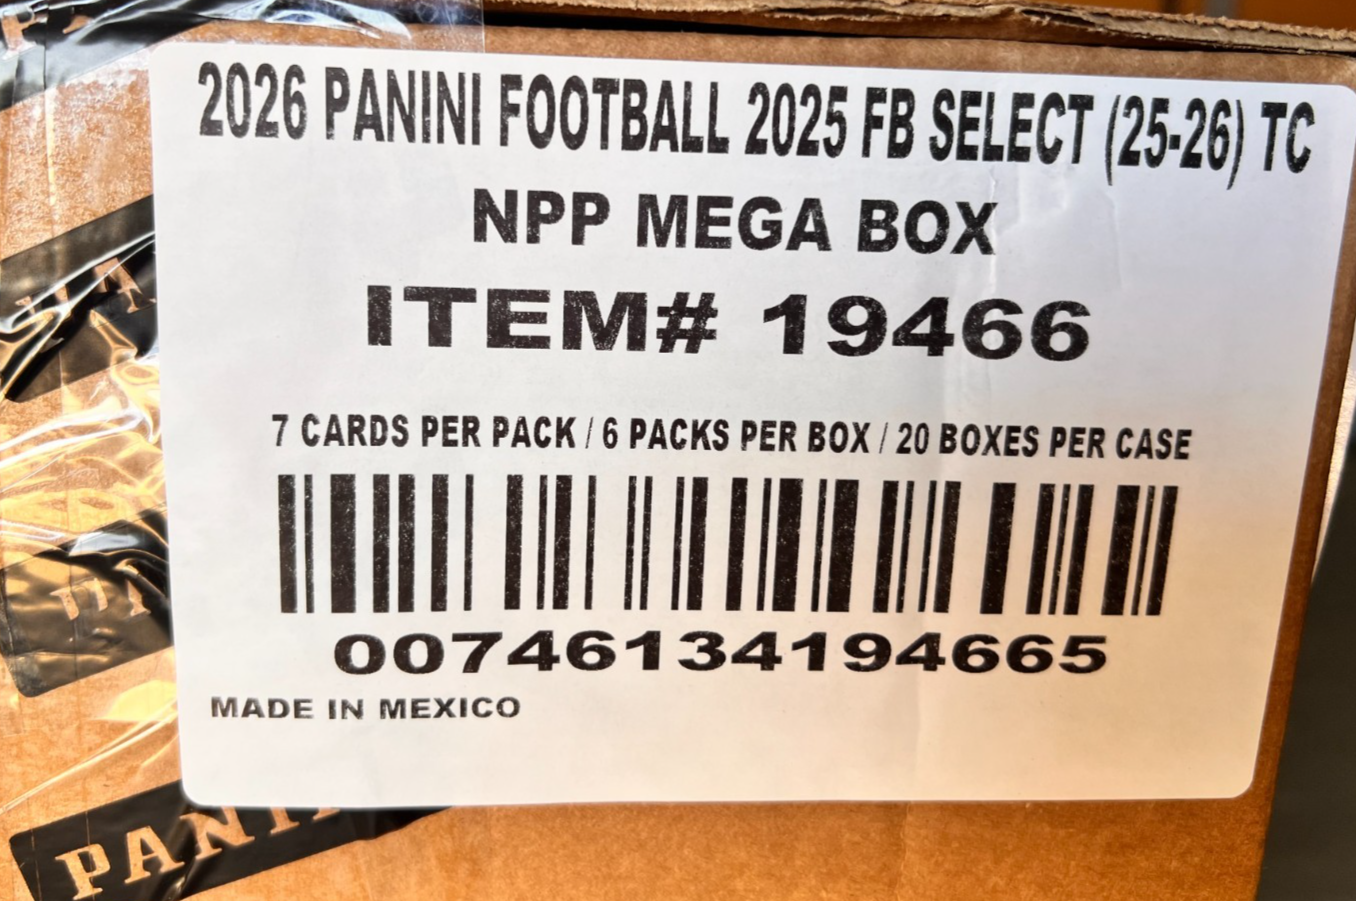 2026 PANINI FOOTBALL 2025 FB SELECT (25-26) TC
NPP MEGA BOX
ITEM# 19466
7 CARDS PER PACK / 6 PACKS PER BOX / 20 BOXES PER CASE
00746134194665
MADE IN MEXICO
PANI